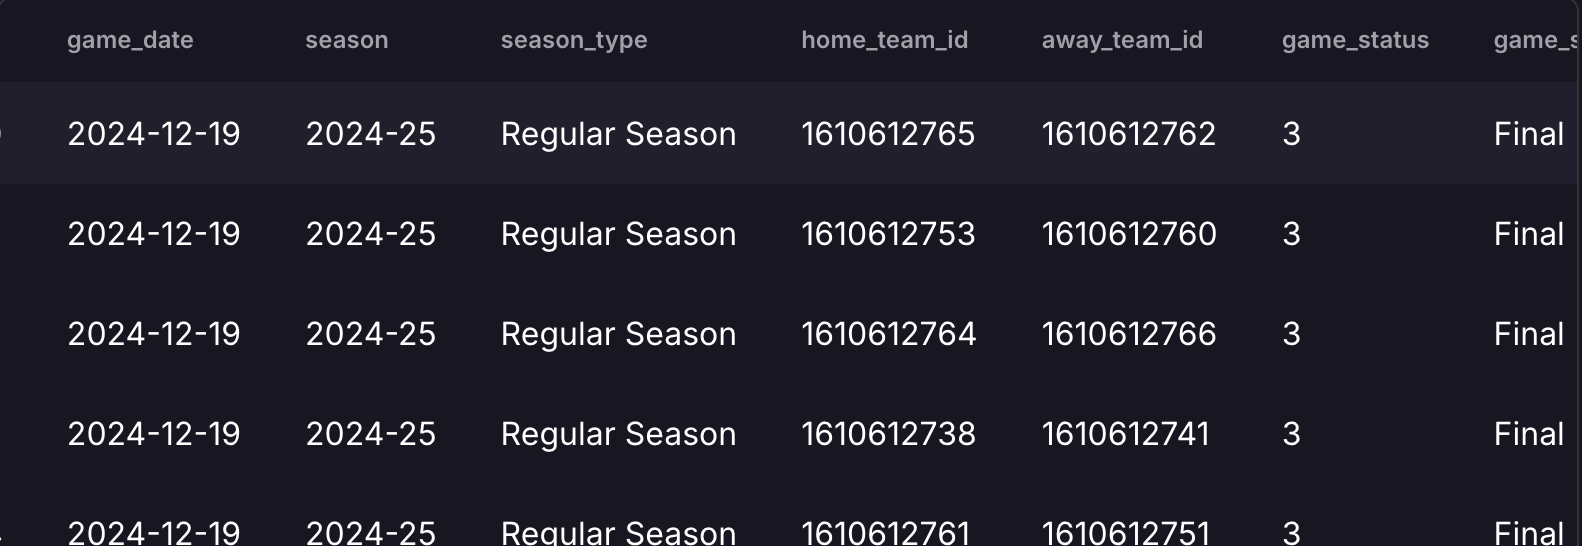 game_date season season_type home_team_id away_team_id game_status game_s
2024-12-19 2024-25 Regular Season 1610612765 1610612762 3 Final
2024-12-19 2024-25 Regular Season 1610612753 1610612760 3 Final
2024-12-19 2024-25 Regular Season 1610612764 1610612766 3 Final
2024-12-19 2024-25 Regular Season 1610612738 1610612741 3 Final
2024-12-19 2024-25 Regular Season 1610612761 1610612751 3 Final